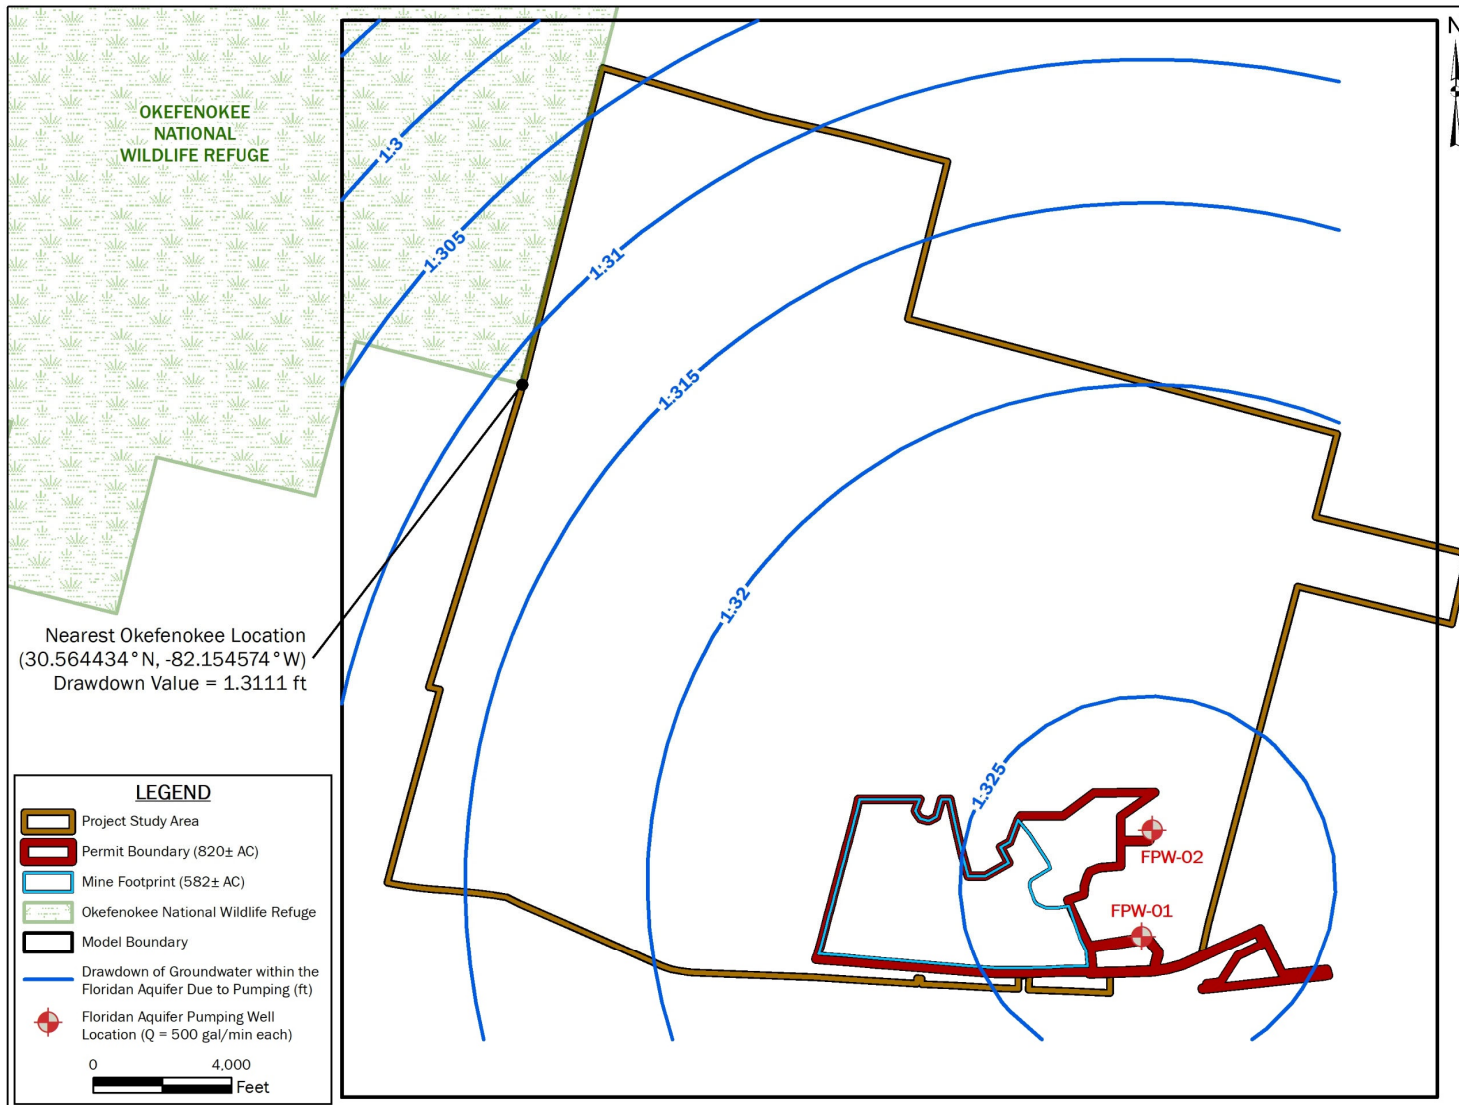 N
OKEFENOKEE
NATIONAL
WILDLIFE REFUGE
1.3
1.305
1.31
1.315
1.32
1.325
Nearest Okefenokee Location
(30.564434°N, -82.154574°W)
Drawdown Value = 1.3111 ft
FPW-02
FPW-01
LEGEND
Project Study Area
Permit Boundary (820± AC)
Mine Footprint (582± AC)
Okefenokee National Wildlife Refuge
Model Boundary
Drawdown of Groundwater within the
Floridan Aquifer Due to Pumping (ft)
Floridan Aquifer Pumping Well
Location (Q = 500 gal/min each)
0 4,000
Feet